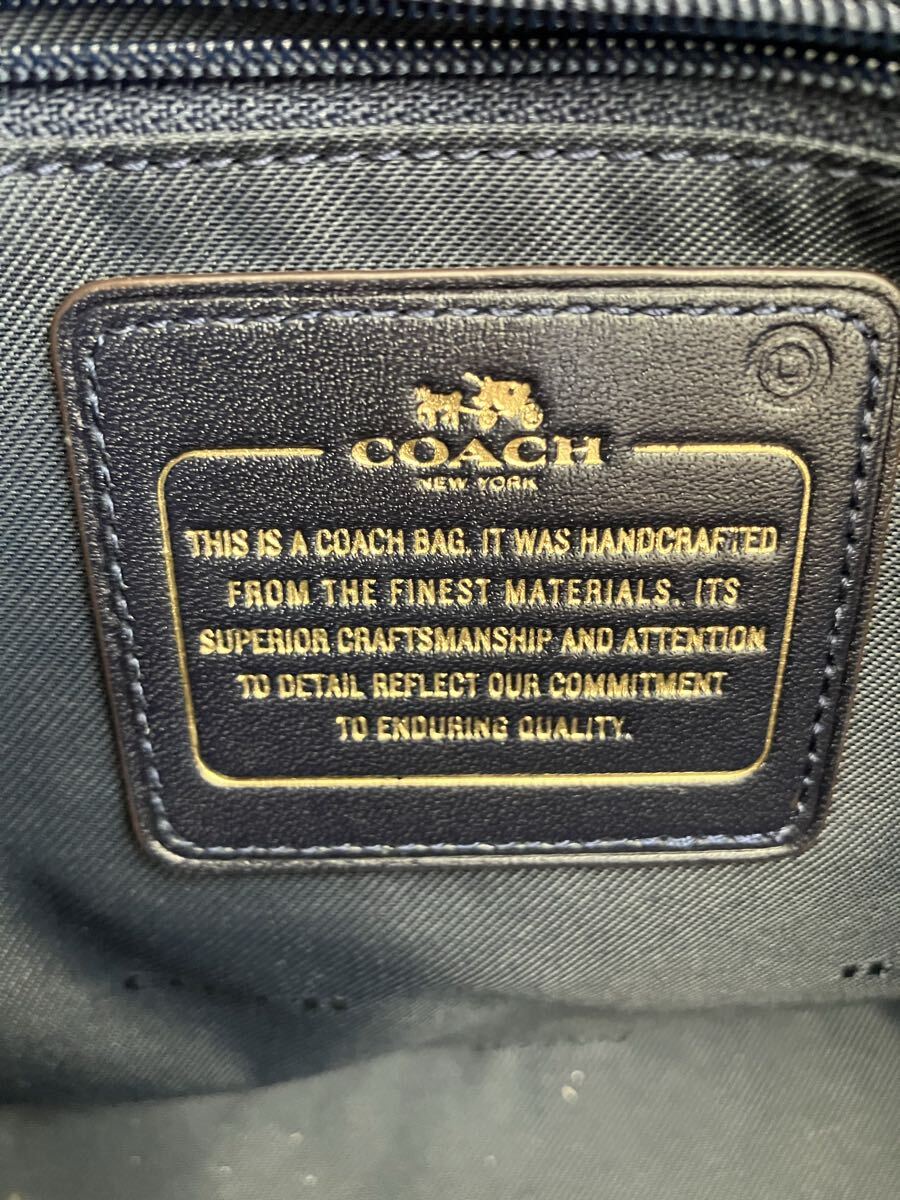 COACH
NEW YORK
THIS IS A COACH BAG. IT WAS HANDCRAFTED
FROM THE FINEST MATERIALS. ITS
SUPERIOR CRAFTSMANSHIP AND ATTENTION
TO DETAIL REFLECT OUR COMMITMENT
TO ENDURING QUALITY.